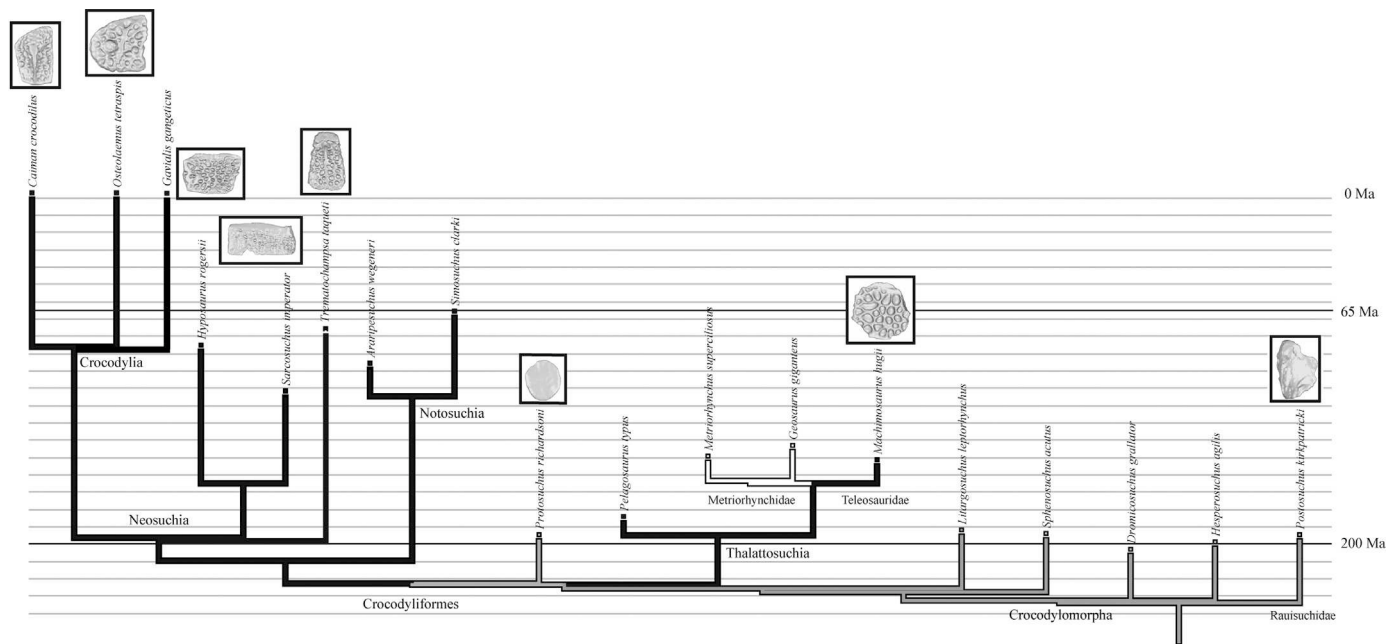 Caiman crocodilus
Osteolaemus tetraspis
Gavialis gangeticus
0 Ma
Hyposaurus rogersii
Sarcosuchus imperator
Trematochampsa taqueti
Araripesuchus wegeneri
Simosuchus clarki
65 Ma
Crocodylia
Notosuchia
Protosuchus richardsoni
Pelagosaurus typus
Metriorhynchus superciliosus
Geosaurus giganteus
Machimosaurus hugii
Litargosuchus leptorhynchus
Sphenosuchus acutus
Dromicosuchus grallator
Hesperosuchus agilis
Postosuchus kirkpatricki
Metriorhynchidae
Teleosauridae
Neosuchia
200 Ma
Thalattosuchia
Crocodyliformes
Crocodylomorpha
Rauisuchidae